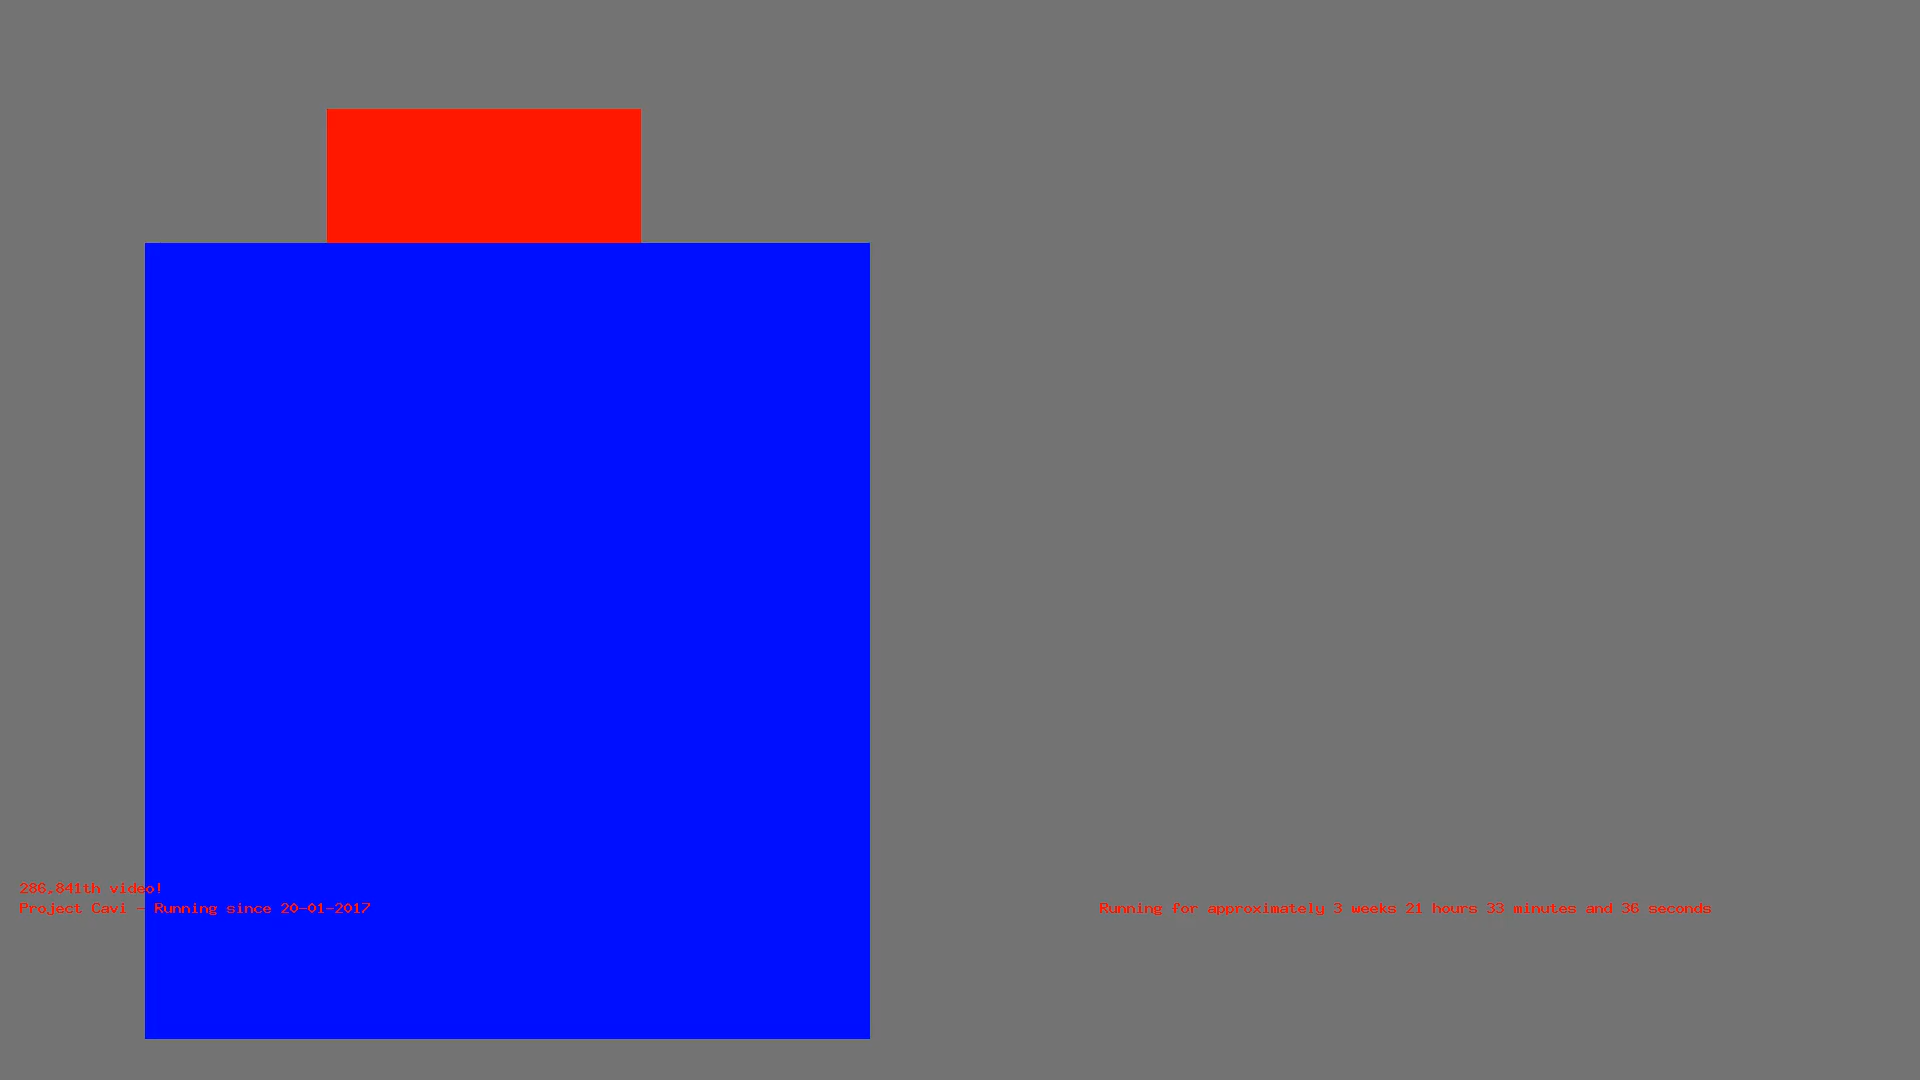 286,841th video!
Project Cavi - Running since 20-01-2017
Running for approximately 3 weeks 21 hours 33 minutes and 36 seconds